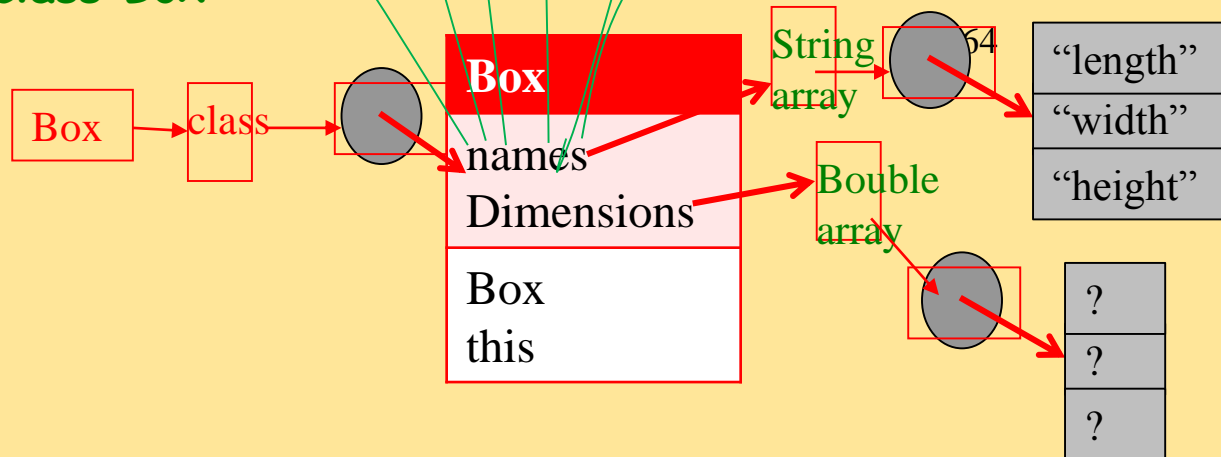 Box
class
Box
names
Dimensions
Box
this
String
array
64
"length"
"width"
"height"
Bouble
array
?
?
?